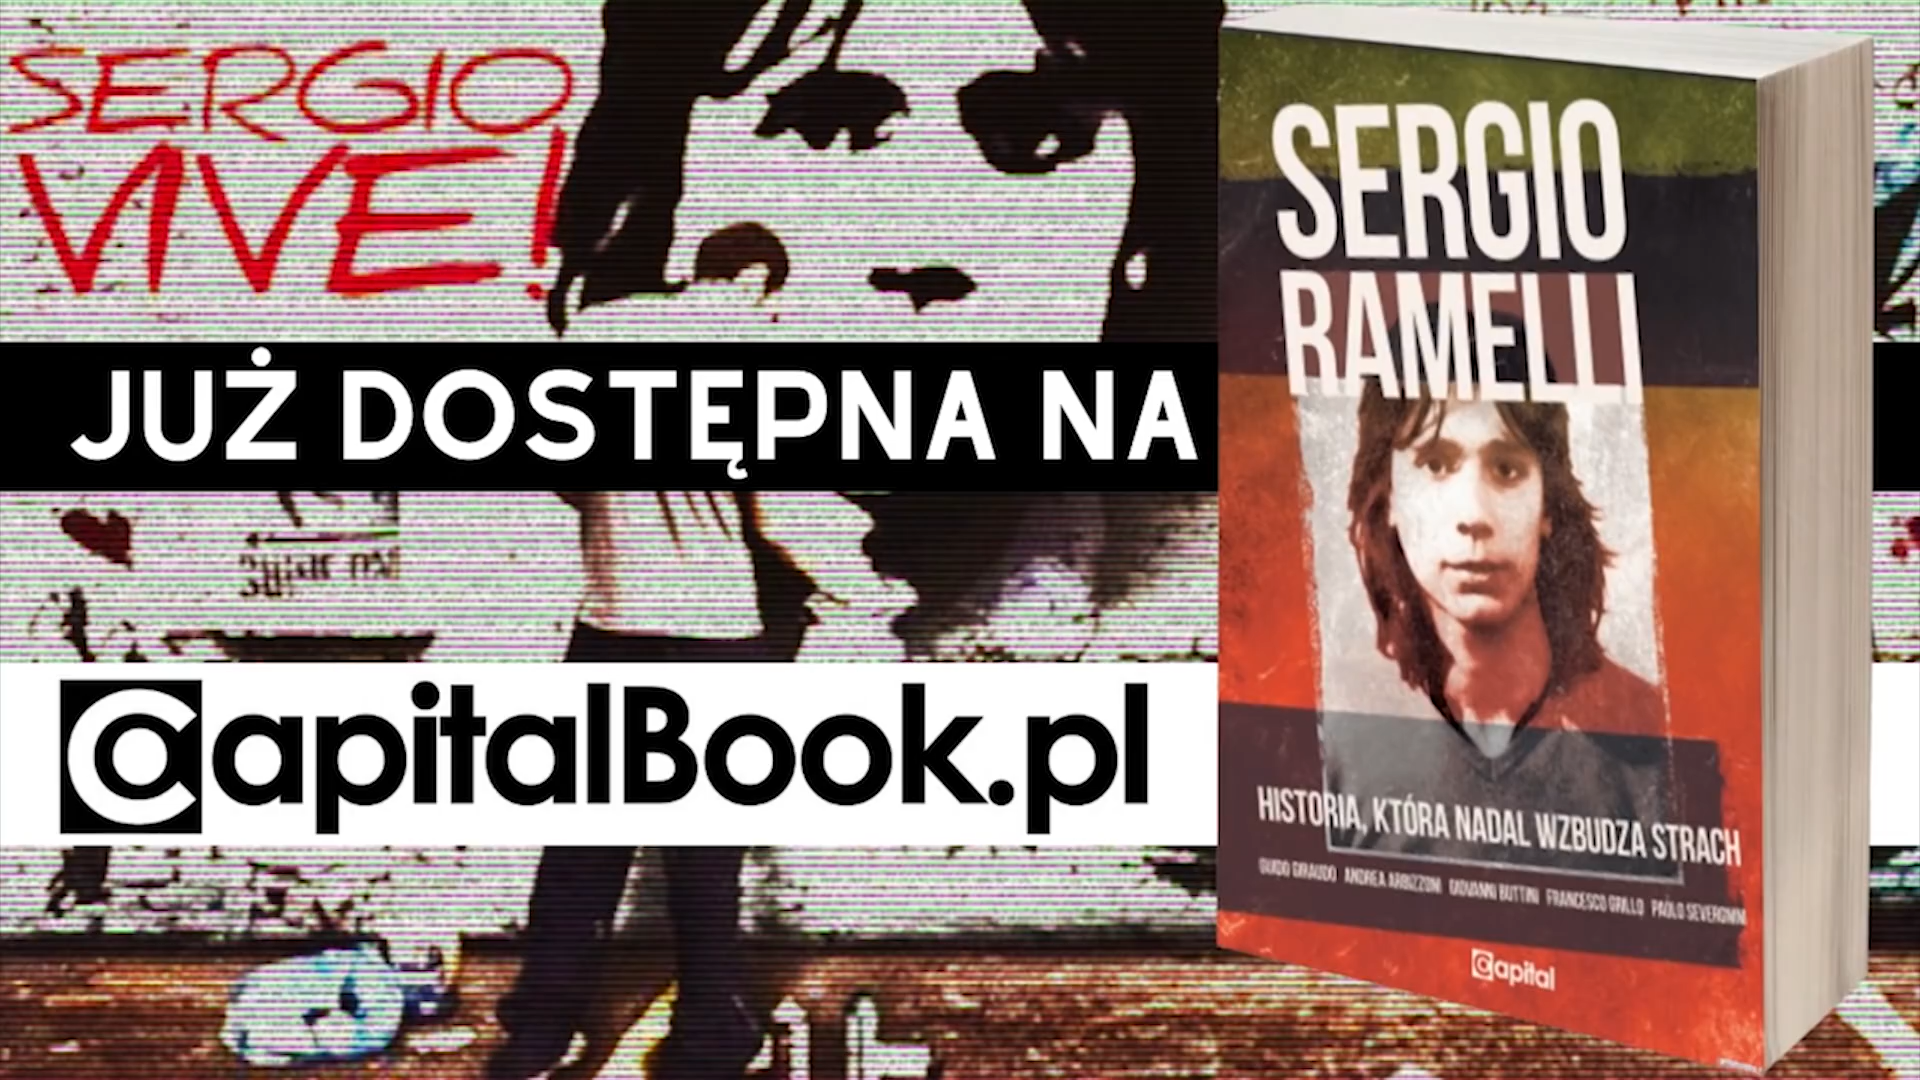 SERGIO
VIVE!
JUŻ DOSTĘPNA NA
CapitalBook.pl
SERGIO
RAMELLI
HISTORIA, KTÓRA NADAL WZBUDZA STRACH
GUIDO GIRAUDO ANDREA ARBIZZONI GIOVANNI BUTTINI FRANCESCO GRILLO PAOLO SEVERGNINI
Capital